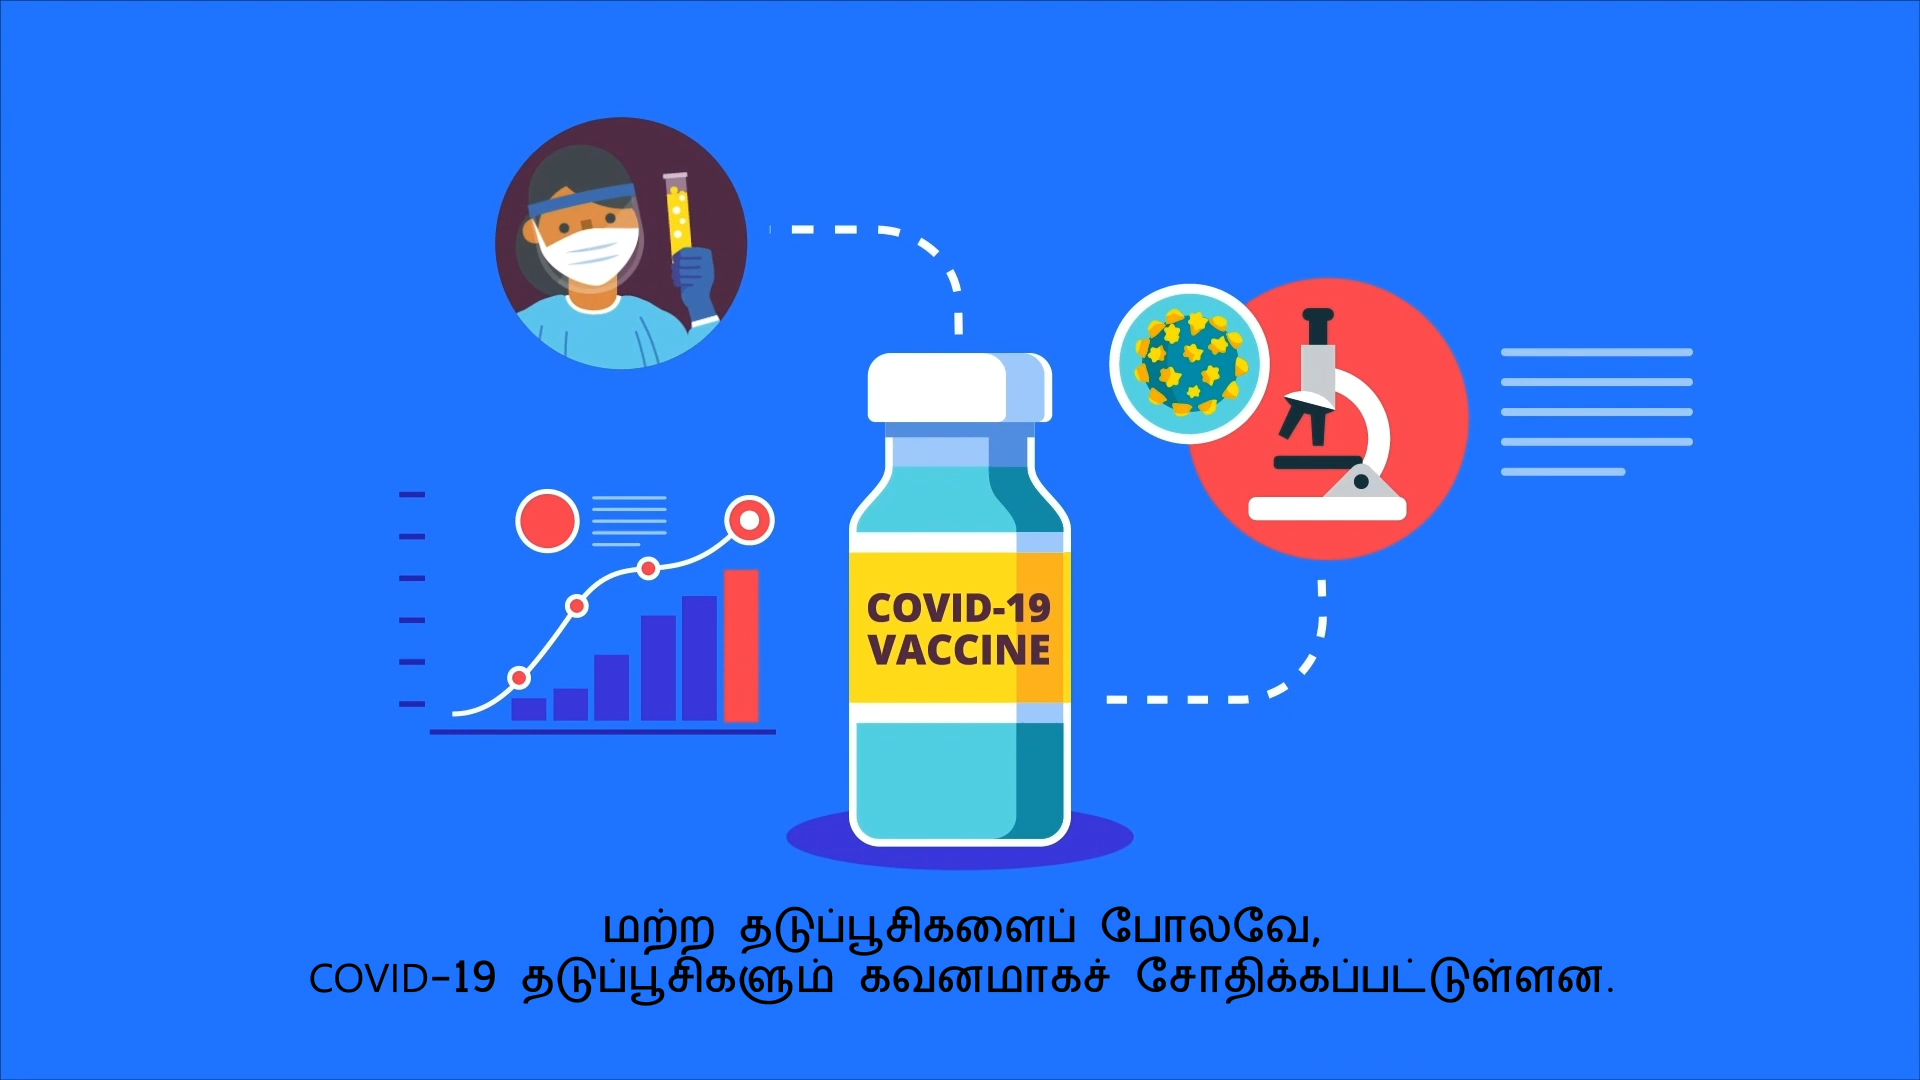 COVID-19
VACCINE
மற்ற தடுப்பூசிகளைப் போலவே,
COVID-19 தடுப்பூசிகளும் கவனமாகச் சோதிக்கப்பட்டுள்ளன.